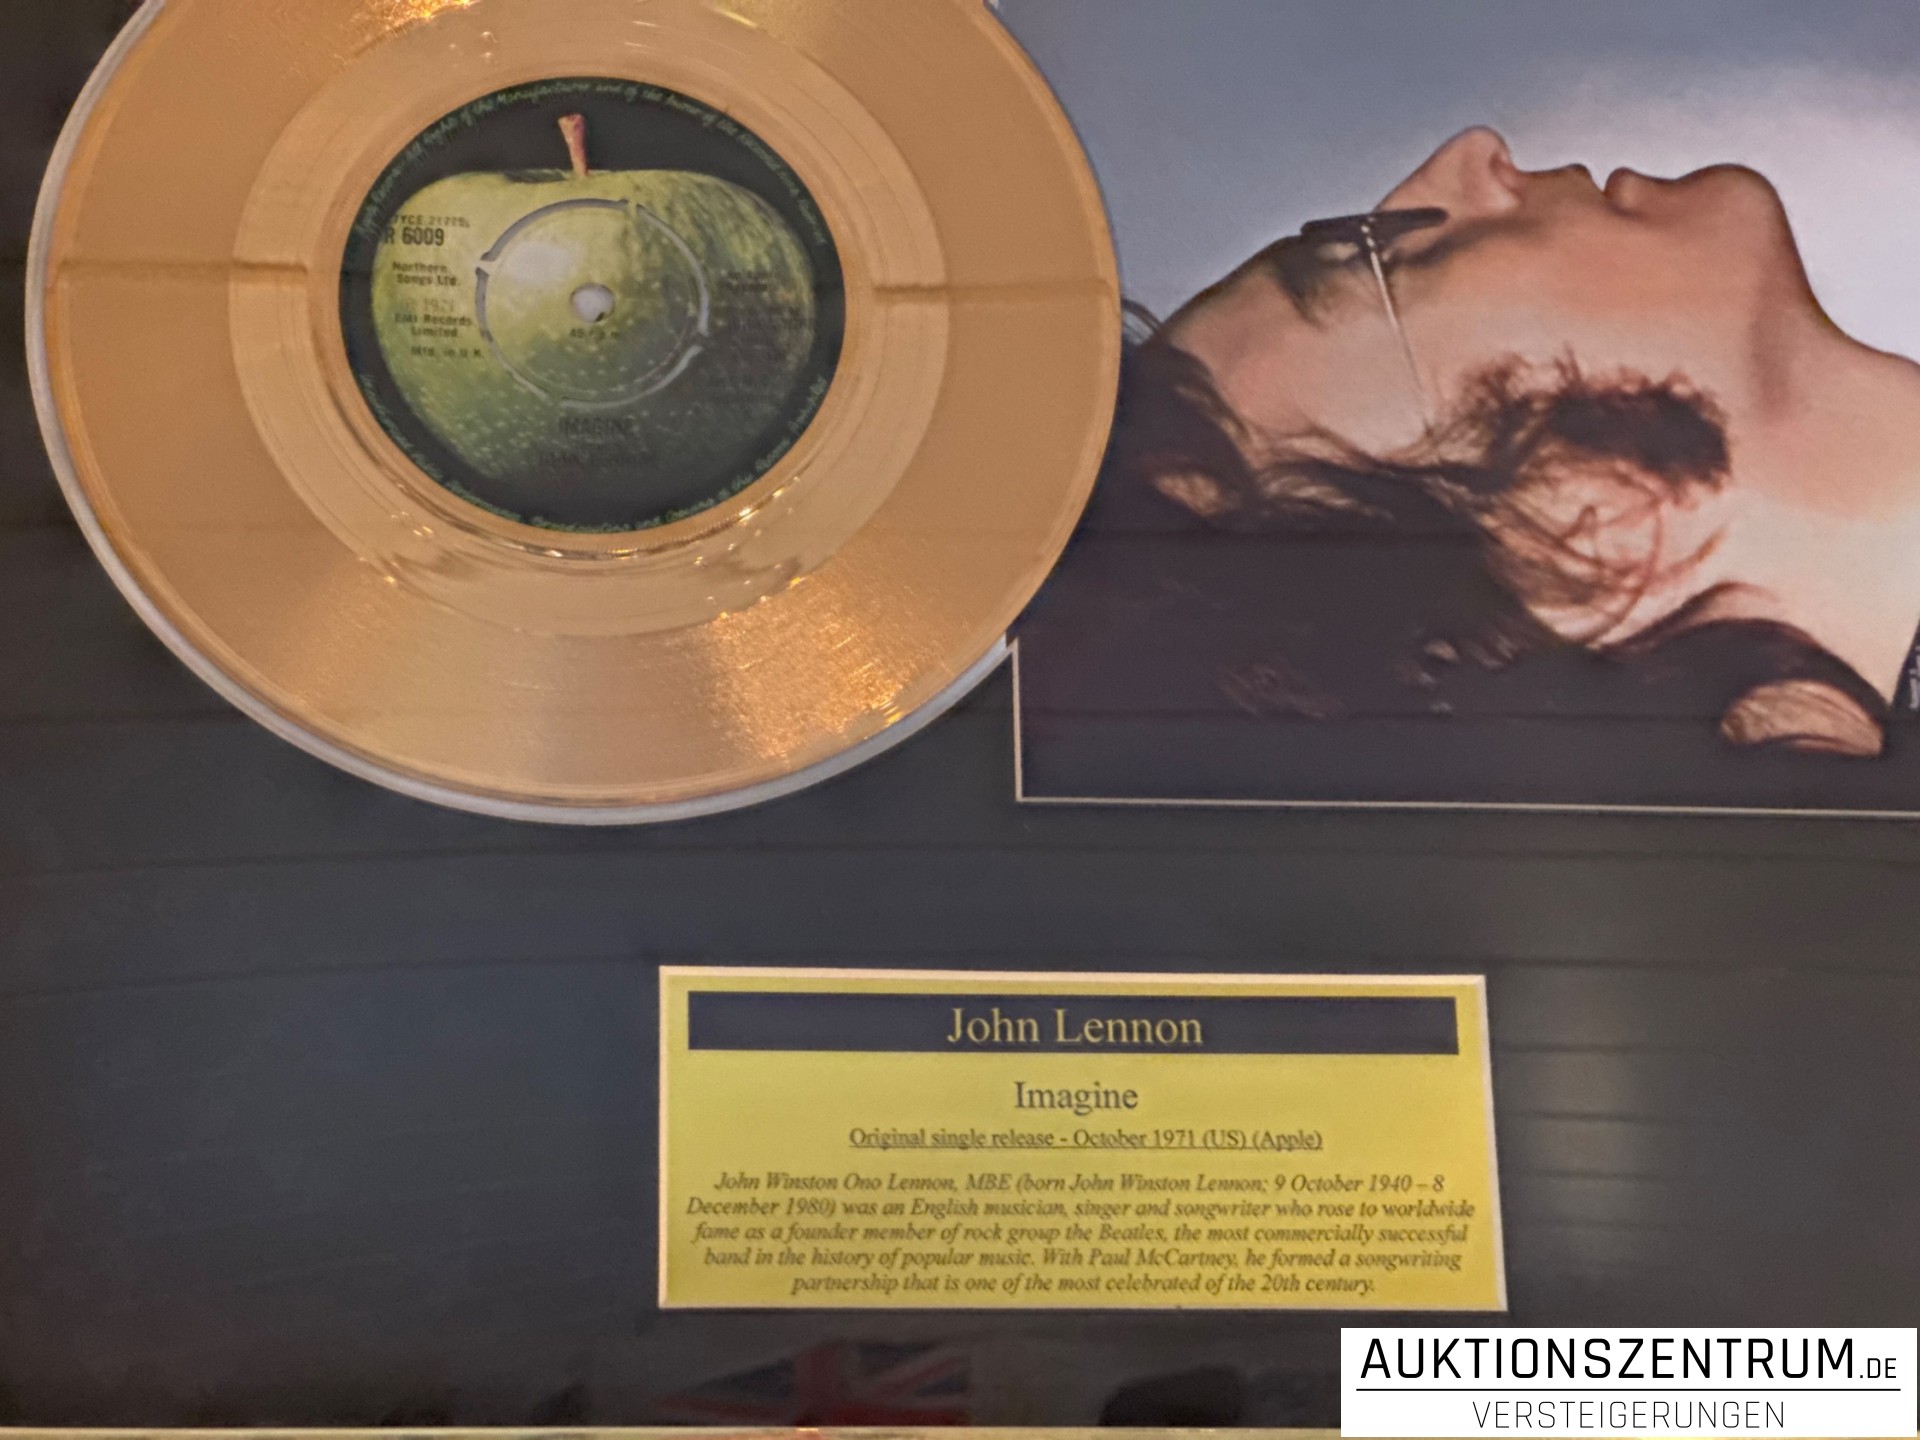 7YCE.21205
R 6009
Northern
Songs Ltd.
℗ 1971
EMI Records
Limited
Mfd. in U.K.
IMAGINE
John Lennon
Imagine
Original single release - October 1971 (US) (Apple)
John Winston Ono Lennon, MBE (born John Winston Lennon; 9 October 1940 – 8
December 1980) was an English musician, singer and songwriter who rose to worldwide
fame as a founder member of rock group the Beatles, the most commercially successful
band in the history of popular music. With Paul McCartney, he formed a songwriting
partnership that is one of the most celebrated of the 20th century.
AUKTIONSZENTRUM.DE
VERSTEIGERUNGEN